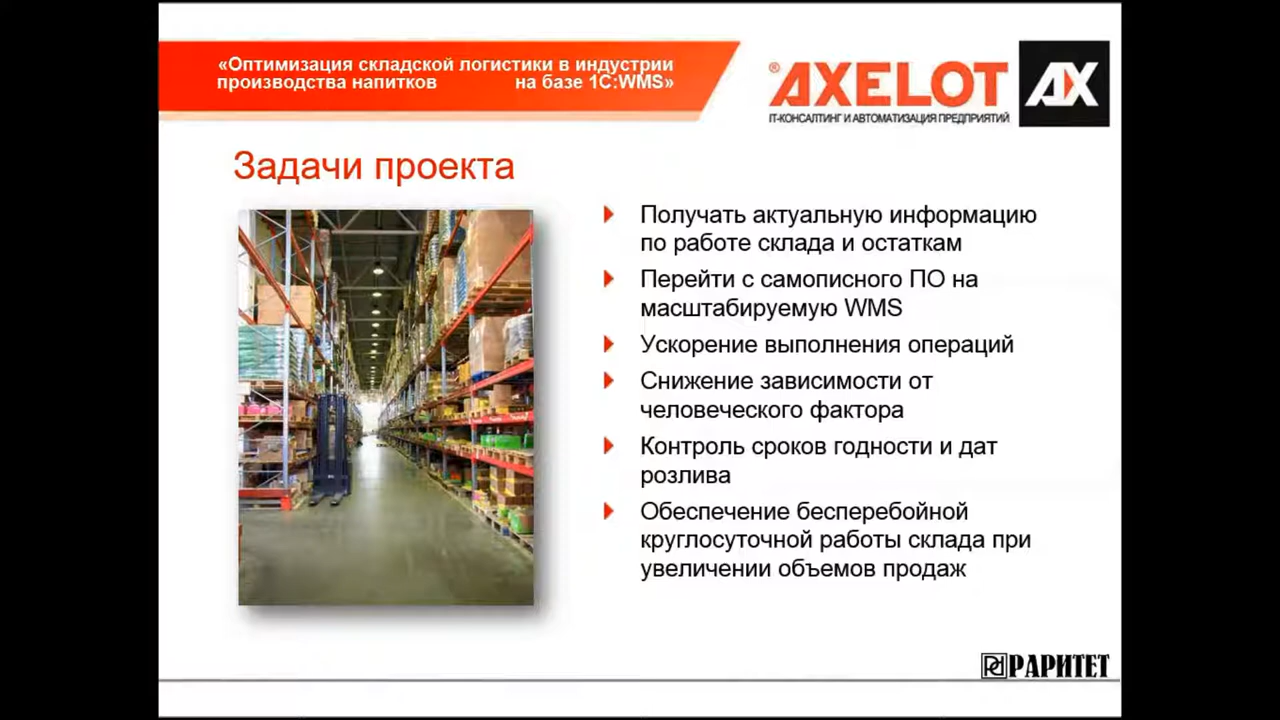 «Оптимизация складской логистики в индустрии
производства напитков на базе 1С:WMS»
®AXELOT
AX
IT-КОНСАЛТИНГ И АВТОМАТИЗАЦИЯ ПРЕДПРИЯТИЙ
Задачи проекта
Получать актуальную информацию
по работе склада и остаткам
Перейти с самописного ПО на
масштабируемую WMS
Ускорение выполнения операций
Снижение зависимости от
человеческого фактора
Контроль сроков годности и дат
розлива
Обеспечение бесперебойной
круглосуточной работы склада при
увеличении объемов продаж
РАРИТЕТ